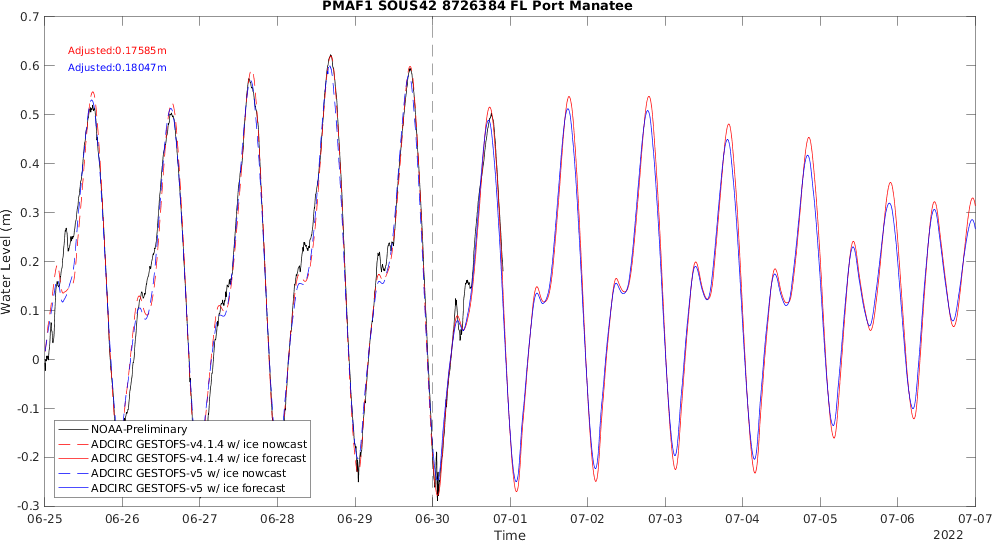 PMAF1 SOUS42 8726384 FL Port Manatee
0.7
Adjusted:0.17585m
0.6
Adjusted:0.18047m
0.5
0.4
0.3
0.2
Water Level (m)
0.1
0
-0.1
NOAA-Preliminary
ADCIRC GESTOFS-v4.1.4 w/ ice nowcast
ADCIRC GESTOFS-v4.1.4 w/ ice forecast
-0.2
ADCIRC GESTOFS-v5 w/ ice nowcast
ADCIRC GESTOFS-v5 w/ ice forecast
-0.3
06-25 06-26 06-27 06-28 06-29 06-30 07-01 07-02 07-03 07-04 07-05 07-06 07-07
Time
2022